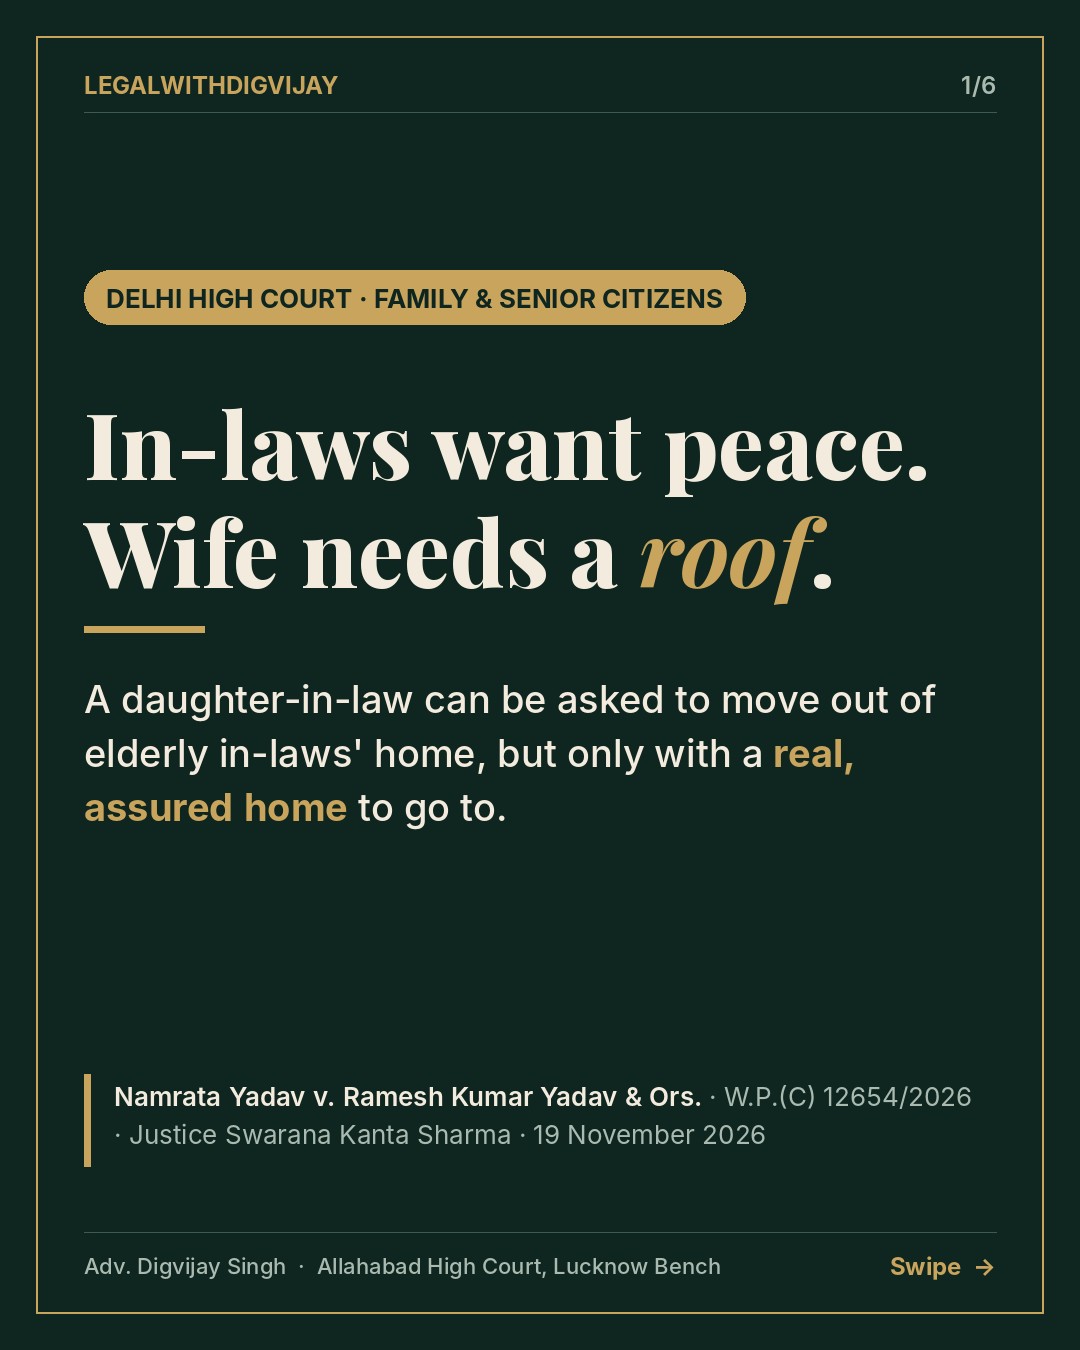 LEGALWITHDIGVIJAY
1/6
DELHI HIGH COURT · FAMILY & SENIOR CITIZENS
In-laws want peace.
Wife needs a roof.
A daughter-in-law can be asked to move out of
elderly in-laws' home, but only with a real,
assured home to go to.
Namrata Yadav v. Ramesh Kumar Yadav & Ors. · W.P.(C) 12654/2026
· Justice Swarana Kanta Sharma · 19 November 2026
Adv. Digvijay Singh · Allahabad High Court, Lucknow Bench
Swipe →